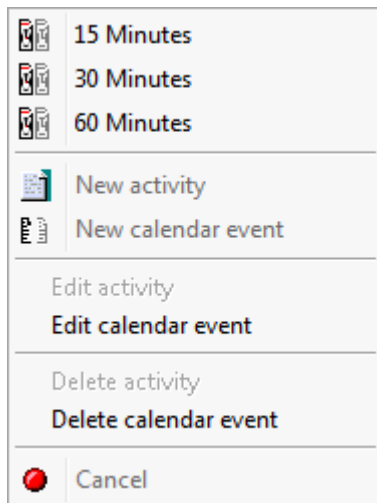 15 Minutes
30 Minutes
60 Minutes
New activity
New calendar event
Edit activity
Edit calendar event
Delete activity
Delete calendar event
Cancel